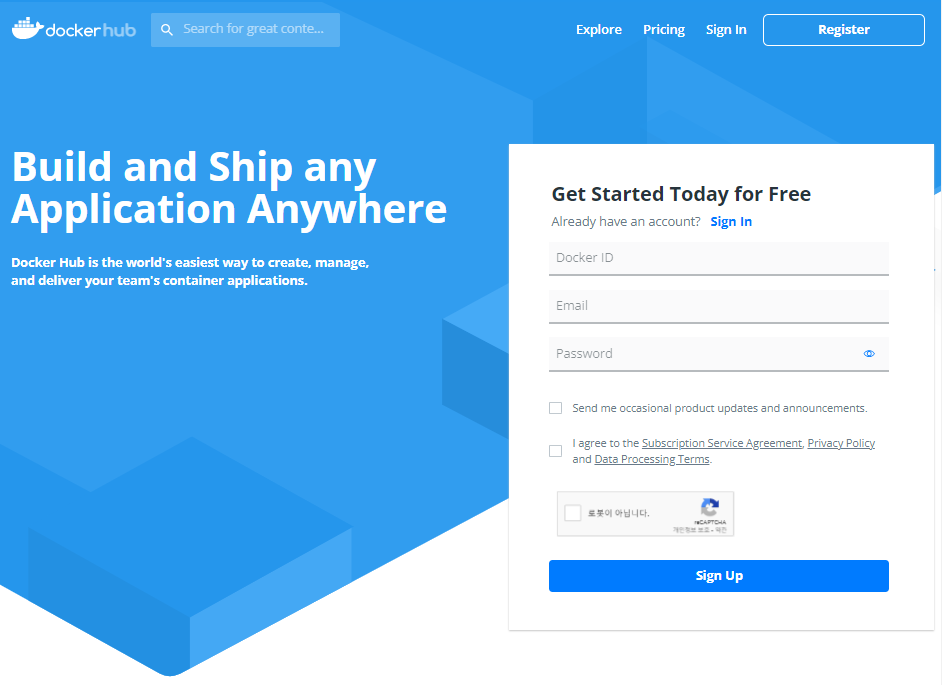 dockerhub
Search for great conte...
Explore
Pricing
Sign In
Register
Build and Ship any
Application Anywhere
Docker Hub is the world's easiest way to create, manage,
and deliver your team's container applications.
Get Started Today for Free
Already have an account? Sign In
Docker ID
Email
Password
Send me occasional product updates and announcements.
I agree to the Subscription Service Agreement, Privacy Policy
and Data Processing Terms.
로봇이 아닙니다.
reCAPTCHA
개인정보 보호 - 약관
Sign Up